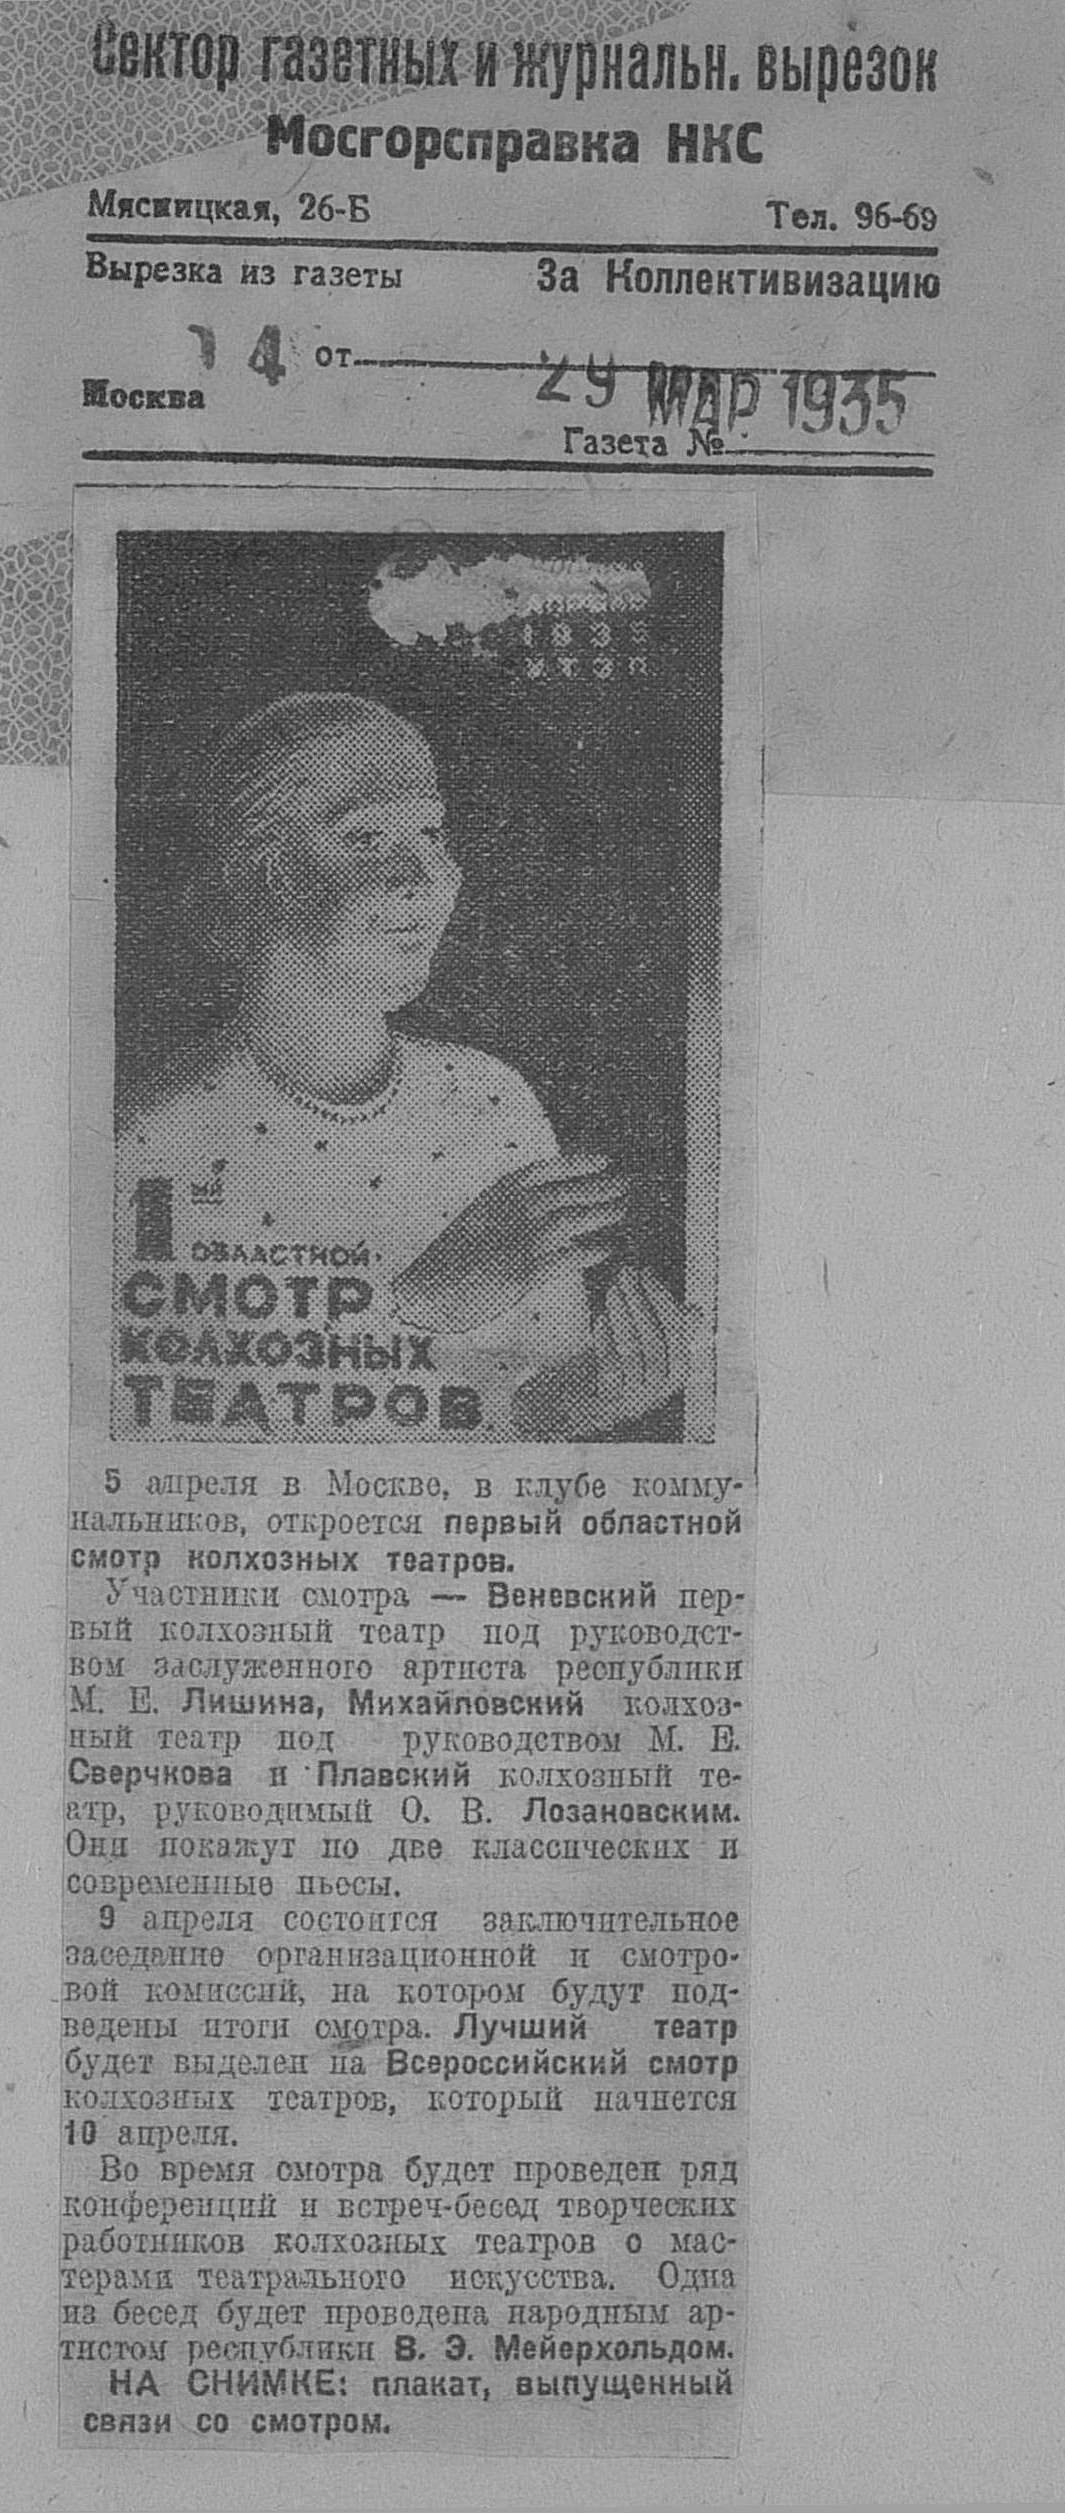 Сектор газетных и журнальн. вырезок
Мосгорсправка НКС
Мясницкая, 26-Б Тел. 96-69
Вырезка из газеты За Коллективизацию
4 от 29 МАР 1935
Москва
Газета №
1935
1ый
ОБЛАСТНОЙ
СМОТР
КОЛХОЗНЫХ
ТЕАТРОВ
5 апреля в Москве, в клубе комму-
нальников, откроется первый областной
смотр колхозных театров.
Участники смотра — Веневский пер-
вый колхозный театр под руководст-
вом заслуженного артиста республики
М. Е. Лишина, Михайловский колхоз-
ный театр под руководством М. Е.
Сверчкова и Плавский колхозный те-
атр, руководимый О. В. Лозановским.
Они покажут по две классических и
современные пьесы.
9 апреля состоится заключительное
заседание организационной и смотро-
вой комиссий, на котором будут под-
ведены итоги смотра. Лучший театр
будет выделен на Всероссийский смотр
колхозных театров, который начнется
10 апреля.
Во время смотра будет проведен ряд
конференций и встреч-бесед творческих
работников колхозных театров о мас-
терами театрального искусства. Одна
из бесед будет проведена народным ар-
тистом республики В. Э. Мейерхольдом.
НА СНИМКЕ: плакат, выпущенный
связи со смотром.